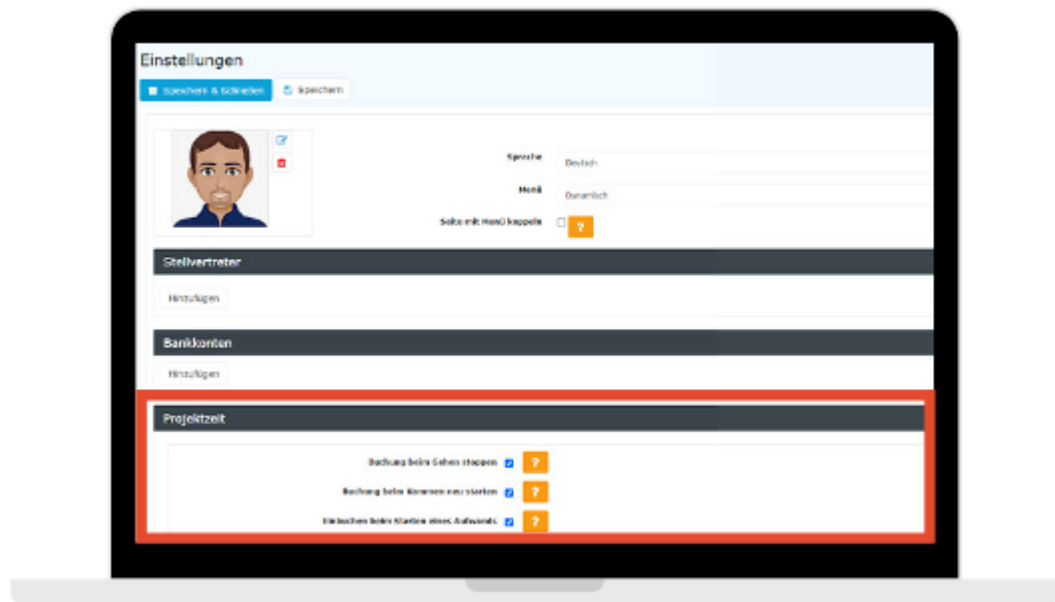 Einstellungen
Speichern & Schließen Speichern
Sprache Deutsch
Menü Dynamisch
Seite mit Menü koppeln ?
Stellvertreter
Hinzufügen
Bankkonten
Hinzufügen
Projektzeit
Buchung beim Gehen stoppen ?
Buchung beim Kommen neu starten ?
Einbuchen beim Starten eines Aufwands ?